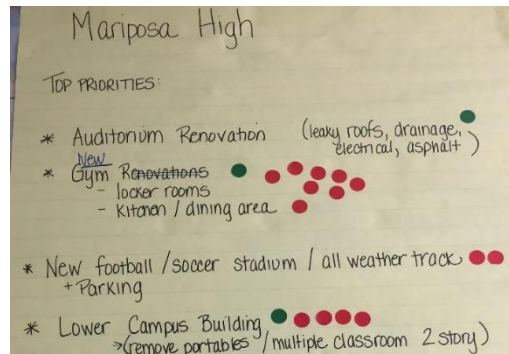 Mariposa High
TOP PRIORITIES:
* Auditorium Renovation (leaky roofs, drainage,
electrical, asphalt)
New
* Gym Renovations
- locker rooms
- kitchen / dining area
* New football / soccer stadium / all weather track
+ Parking
* Lower Campus Building
→ (remove portables / multiple classroom 2 story)